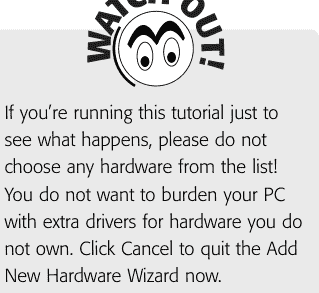 WATCH OUT!
If you're running this tutorial just to
see what happens, please do not
choose any hardware from the list!
You do not want to burden your PC
with extra drivers for hardware you do
not own. Click Cancel to quit the Add
New Hardware Wizard now.